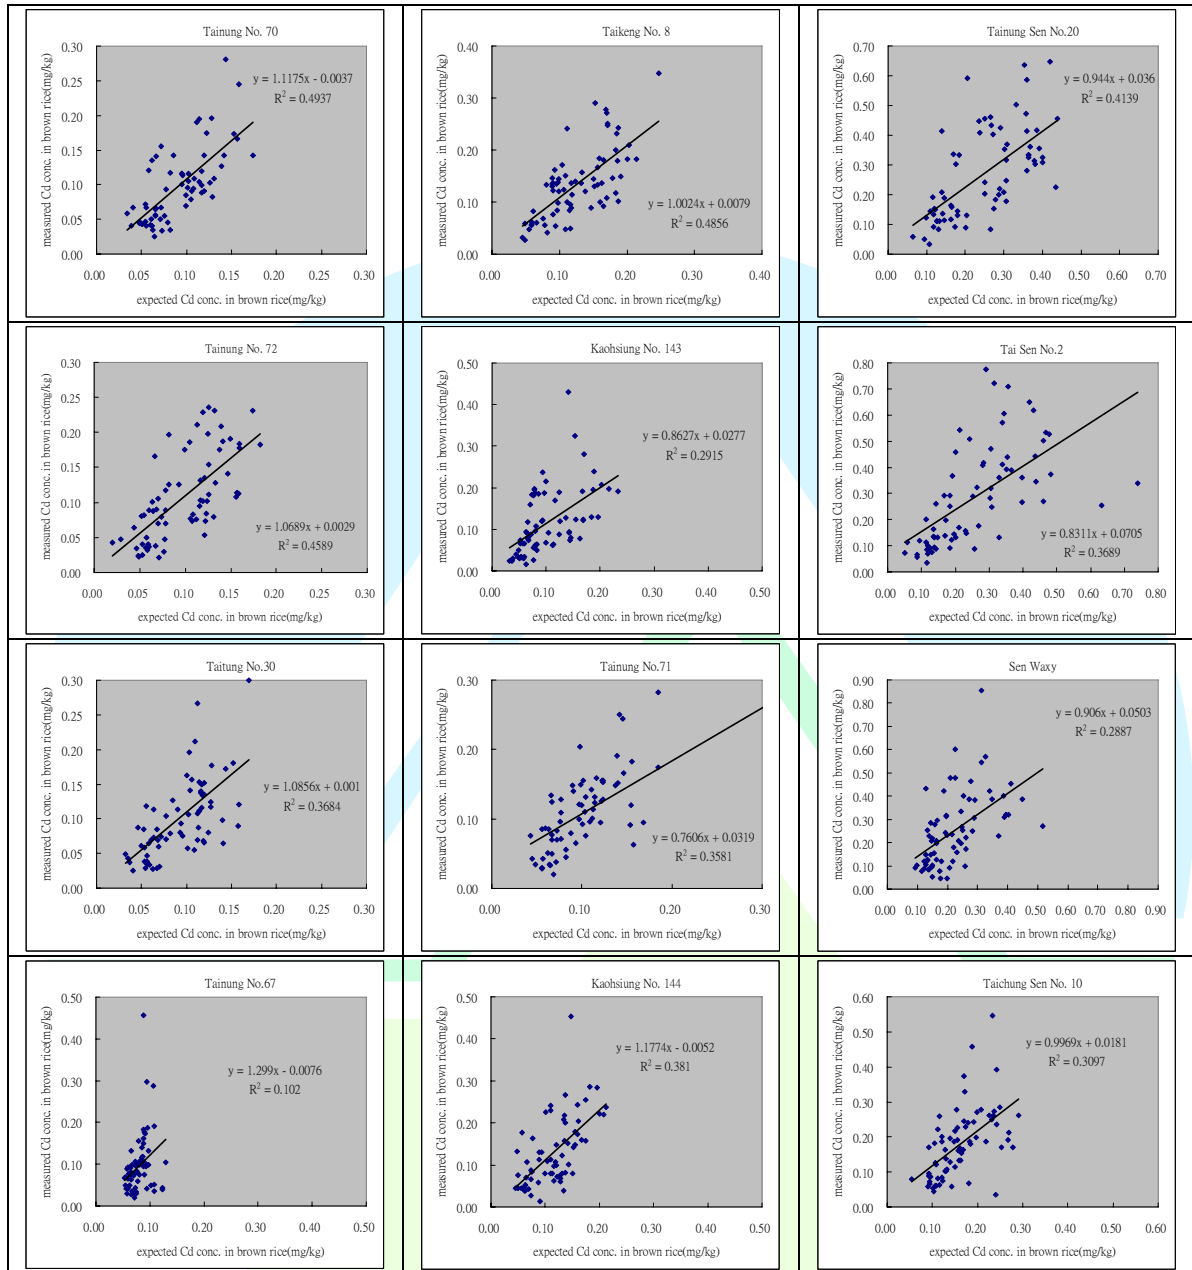 Tainung No. 70
measured Cd conc. in brown rice(mg/kg)
0.30
0.25
0.20
0.15
0.10
0.05
0.00
y = 1.1175x - 0.0037
R² = 0.4937
0.00 0.05 0.10 0.15 0.20 0.25 0.30
expected Cd conc. in brown rice(mg/kg)
Taikeng No. 8
measured Cd conc. in brown rice(mg/kg)
0.40
0.30
0.20
0.10
0.00
y = 1.0024x + 0.0079
R² = 0.4856
0.00 0.10 0.20 0.30 0.40
expected Cd conc. in brown rice(mg/kg)
Tainung Sen No.20
measured Cd conc. in brown rice(mg/kg)
0.70
0.60
0.50
0.40
0.30
0.20
0.10
0.00
y = 0.944x + 0.036
R² = 0.4139
0.00 0.10 0.20 0.30 0.40 0.50 0.60 0.70
expected Cd conc. in brown rice(mg/kg)
Tainung No. 72
measured Cd conc. in brown rice(mg/kg)
0.30
0.25
0.20
0.15
0.10
0.05
0.00
y = 1.0689x + 0.0029
R² = 0.4589
0.00 0.05 0.10 0.15 0.20 0.25 0.30
expected Cd conc. in brown rice(mg/kg)
Kaohsiung No. 143
measured Cd conc. in brown rice(mg/kg)
0.50
0.40
0.30
0.20
0.10
0.00
y = 0.8627x + 0.0277
R² = 0.2915
0.00 0.10 0.20 0.30 0.40 0.50
expected Cd conc. in brown rice(mg/kg)
Tai Sen No.2
measured Cd conc. in brown rice(mg/kg)
0.80
0.70
0.60
0.50
0.40
0.30
0.20
0.10
0.00
y = 0.8311x + 0.0705
R² = 0.3689
0.00 0.10 0.20 0.30 0.40 0.50 0.60 0.70 0.80
expected Cd conc. in brown rice(mg/kg)
Taitung No.30
measured Cd conc. in brown rice(mg/kg)
0.30
0.25
0.20
0.15
0.10
0.05
0.00
y = 1.0856x + 0.001
R² = 0.3684
0.00 0.05 0.10 0.15 0.20 0.25 0.30
expected Cd conc. in brown rice(mg/kg)
Tainung No.71
measured Cd conc. in brown rice(mg/kg)
0.30
0.20
0.10
0.00
y = 0.7606x + 0.0319
R² = 0.3581
0.00 0.10 0.20 0.30
expected Cd conc. in brown rice(mg/kg)
Sen Waxy
measured Cd conc. in brown rice(mg/kg)
0.90
0.80
0.70
0.60
0.50
0.40
0.30
0.20
0.10
0.00
y = 0.906x + 0.0503
R² = 0.2887
0.00 0.10 0.20 0.30 0.40 0.50 0.60 0.70 0.80 0.90
expected Cd conc. in brown rice(mg/kg)
Tainung No.67
measured Cd conc. in brown rice(mg/kg)
0.50
0.40
0.30
0.20
0.10
0.00
y = 1.299x - 0.0076
R² = 0.102
0.00 0.10 0.20 0.30 0.40 0.50
expected Cd conc. in brown rice(mg/kg)
Kaohsiung No. 144
measured Cd conc. in brown rice(mg/kg)
0.50
0.40
0.30
0.20
0.10
0.00
y = 1.1774x - 0.0052
R² = 0.381
0.00 0.10 0.20 0.30 0.40 0.50
expected Cd conc. in brown rice(mg/kg)
Taichung Sen No. 10
measured Cd conc. in brown rice(mg/kg)
0.60
0.50
0.40
0.30
0.20
0.10
0.00
y = 0.9969x + 0.0181
R² = 0.3097
0.00 0.10 0.20 0.30 0.40 0.50 0.60
expected Cd conc. in brown rice(mg/kg)